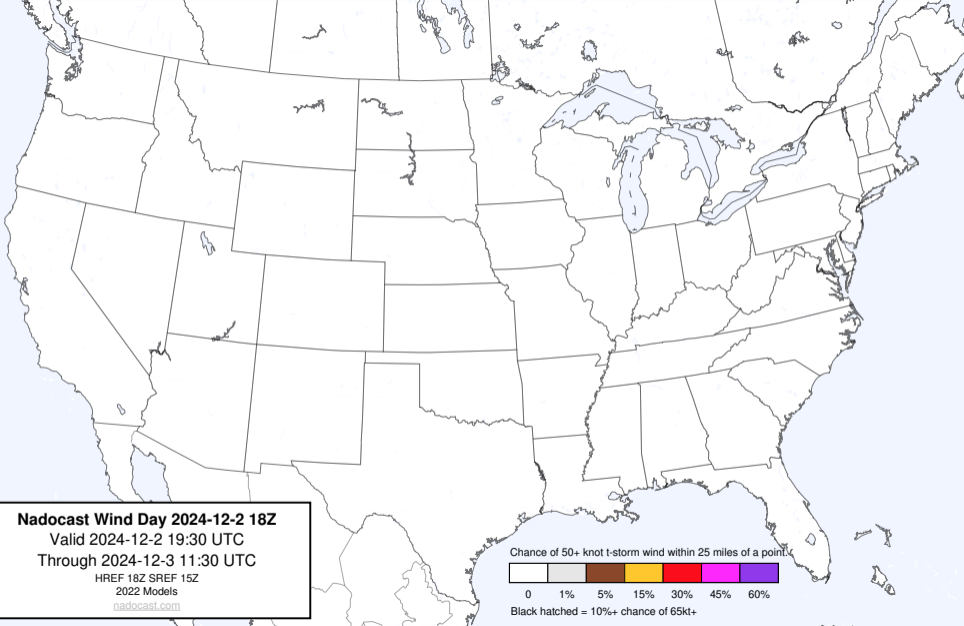 Nadocast Wind Day 2024-12-2 18Z
Valid 2024-12-2 19:30 UTC
Through 2024-12-3 11:30 UTC
HREF 18Z SREF 15Z
2022 Models
nadocast.com
Chance of 50+ knot t-storm wind within 25 miles of a point.
0 1% 5% 15% 30% 45% 60%
Black hatched = 10%+ chance of 65kt+